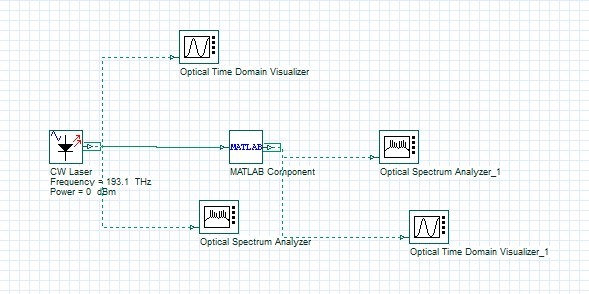 Optical Time Domain Visualizer
MATLAB
CW Laser
Frequency = 193.1 THz
Power = 0 dBm
MATLAB Component
Optical Spectrum Analyzer_1
Optical Spectrum Analyzer
Optical Time Domain Visualizer_1